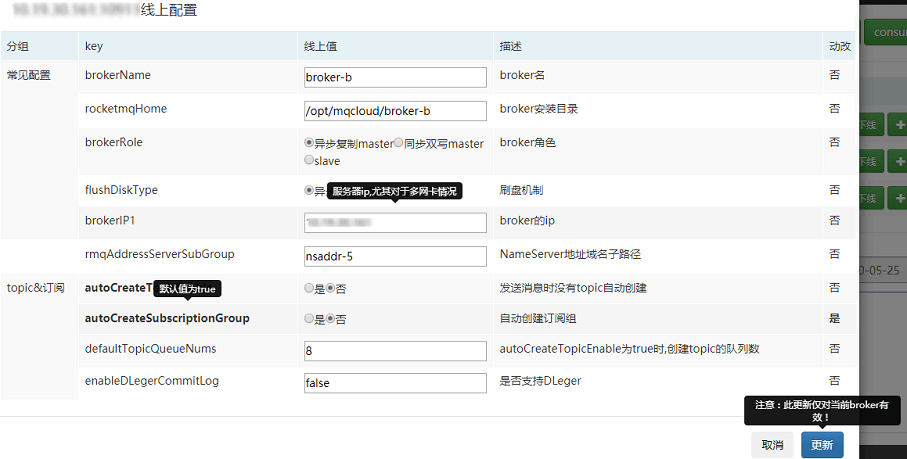 线上配置
分组 key 线上值 描述 动改
常见配置 brokerName broker-b broker名 否
rocketmqHome /opt/mqcloud/broker-b broker安装目录 否
brokerRole 异步复制master 同步双写master broker角色 否
slave
flushDiskType 异 服务器ip,尤其对于多网卡情况 刷盘机制 否
brokerIP1 broker的ip 否
rmqAddressServerSubGroup nsaddr-5 NameServer地址域名子路径 否
topic&订阅 autoCreateT 默认值为true 是 否 发送消息时没有topic自动创建 否
autoCreateSubscriptionGroup 是 否 自动创建订阅组 是
defaultTopicQueueNums 8 autoCreateTopicEnable为true时,创建topic的队列数 否
enableDLegerCommitLog false 是否支持DLeger 否
注意：此更新仅对当前broker有
效！
取消 更新
consu
下线
下线
下线
0-05-25